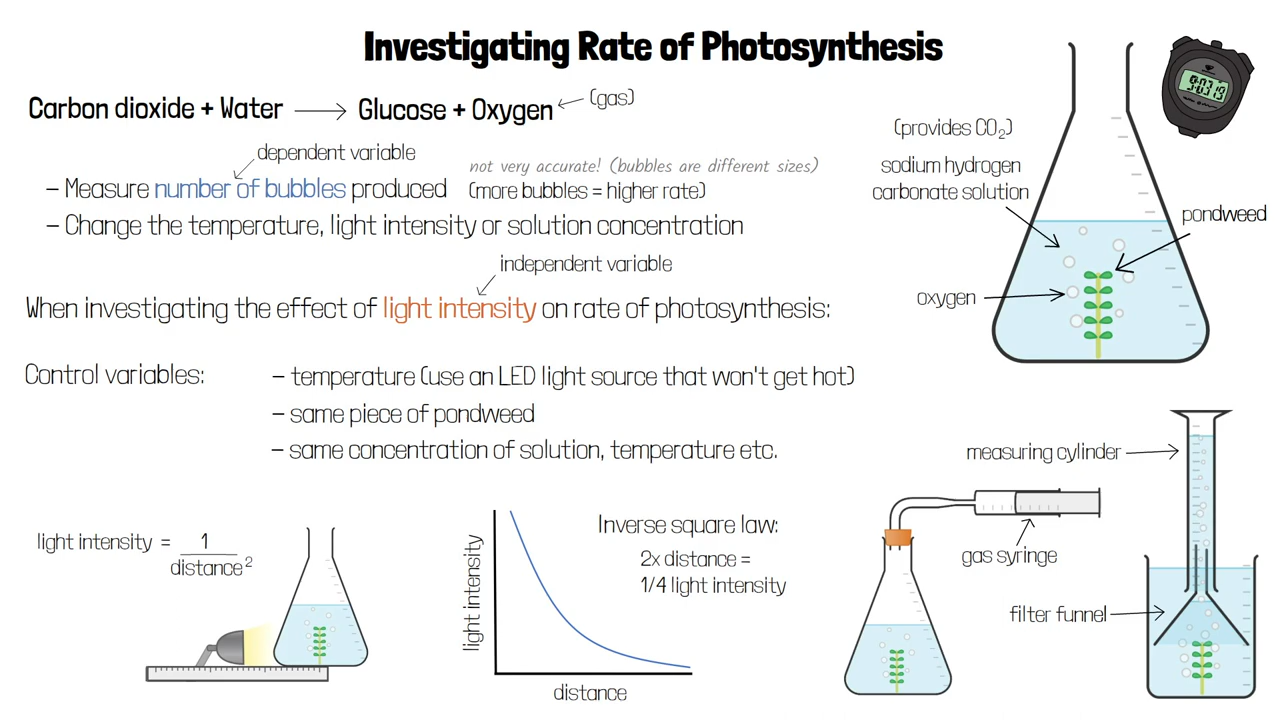 Investigating Rate of Photosynthesis
Carbon dioxide + Water ⟶ Glucose + Oxygen
(gas)
dependent variable
not very accurate! (bubbles are different sizes)
– Measure number of bubbles produced
(more bubbles = higher rate)
– Change the temperature, light intensity or solution concentration
independent variable
When investigating the effect of light intensity on rate of photosynthesis:
Control variables:
– temperature (use an LED light source that won't get hot)
– same piece of pondweed
– same concentration of solution, temperature etc.
(provides CO₂)
sodium hydrogen
carbonate solution
pondweed
oxygen
light intensity = 1
distance²
light intensity
distance
Inverse square law:
2x distance =
1/4 light intensity
measuring cylinder
gas syringe
filter funnel